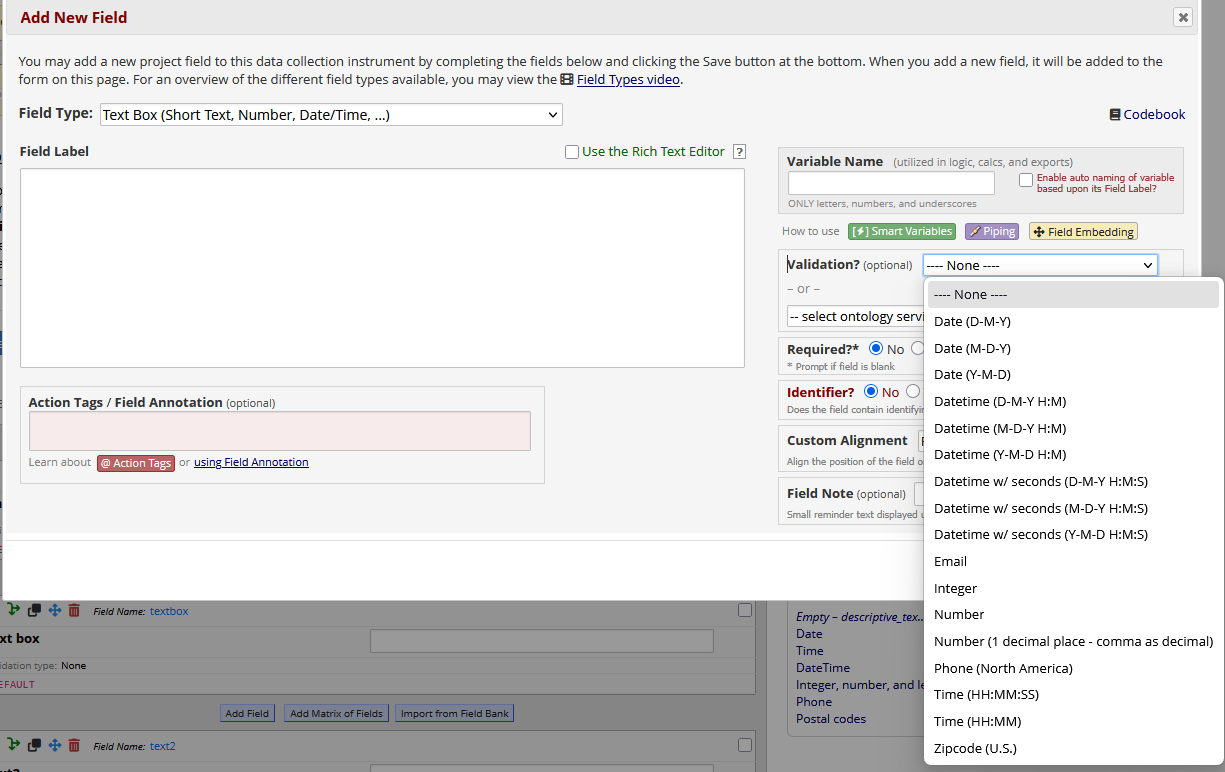 Add New Field
You may add a new project field to this data collection instrument by completing the fields below and clicking the Save button at the bottom. When you add a new field, it will be added to the
form on this page. For an overview of the different field types available, you may view the Field Types video.
Field Type: Text Box (Short Text, Number, Date/Time, ...)
Codebook
Field Label
Use the Rich Text Editor ?
Variable Name (utilized in logic, calcs, and exports)
Enable auto naming of variable
based upon its Field Label?
ONLY letters, numbers, and underscores
How to use [⚡] Smart Variables Piping Field Embedding
Validation? (optional) ---- None ----
– or –
-- select ontology servi
Required?* No
* Prompt if field is blank
Identifier? No
Does the field contain identifyin
Custom Alignment
Align the position of the field o
Field Note (optional)
Small reminder text displayed u
---- None ----
Date (D-M-Y)
Date (M-D-Y)
Date (Y-M-D)
Datetime (D-M-Y H:M)
Datetime (M-D-Y H:M)
Datetime (Y-M-D H:M)
Datetime w/ seconds (D-M-Y H:M:S)
Datetime w/ seconds (M-D-Y H:M:S)
Datetime w/ seconds (Y-M-D H:M:S)
Email
Integer
Number
Number (1 decimal place - comma as decimal)
Phone (North America)
Time (HH:MM:SS)
Time (HH:MM)
Zipcode (U.S.)
Action Tags / Field Annotation (optional)
Learn about @ Action Tags or using Field Annotation
Field Name: textbox
xt box
idation type: None
EFAULT
Add Field Add Matrix of Fields Import from Field Bank
Field Name: text2
Empty – descriptive_tex...
Date
Time
DateTime
Integer, number, and le
Phone
Postal codes